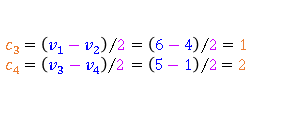 c₃ = (v₁ − v₂)/2 = (6 − 4)/2 = 1
c₄ = (v₃ − v₄)/2 = (5 − 1)/2 = 2